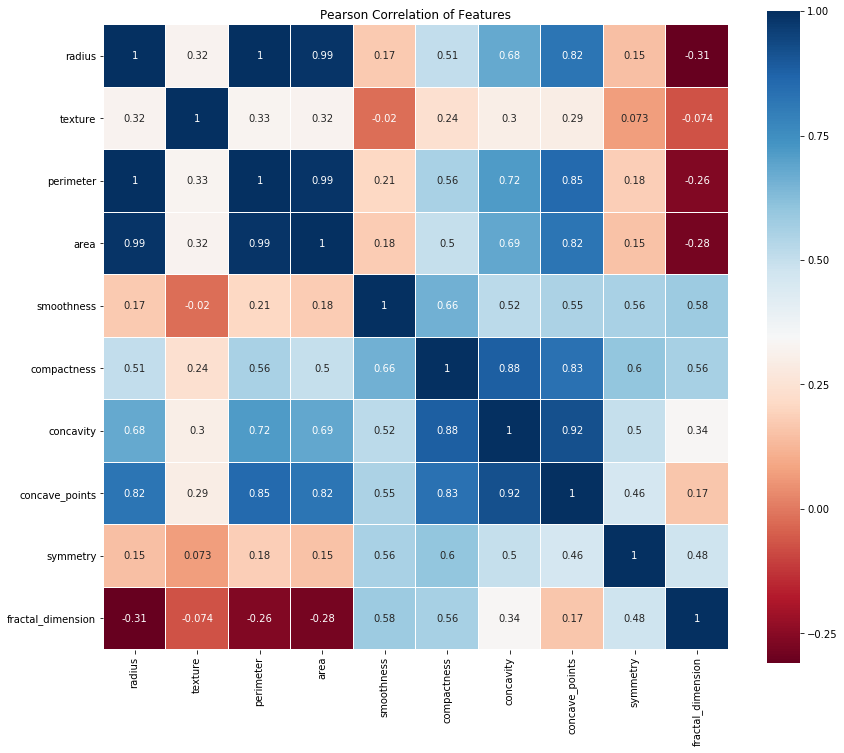 Pearson Correlation of Features
radius 1 0.32 1 0.99 0.17 0.51 0.68 0.82 0.15 -0.31
texture 0.32 1 0.33 0.32 -0.02 0.24 0.3 0.29 0.073 -0.074
perimeter 1 0.33 1 0.99 0.21 0.56 0.72 0.85 0.18 -0.26
area 0.99 0.32 0.99 1 0.18 0.5 0.69 0.82 0.15 -0.28
smoothness 0.17 -0.02 0.21 0.18 1 0.66 0.52 0.55 0.56 0.58
compactness 0.51 0.24 0.56 0.5 0.66 1 0.88 0.83 0.6 0.56
concavity 0.68 0.3 0.72 0.69 0.52 0.88 1 0.92 0.5 0.34
concave_points 0.82 0.29 0.85 0.82 0.55 0.83 0.92 1 0.46 0.17
symmetry 0.15 0.073 0.18 0.15 0.56 0.6 0.5 0.46 1 0.48
fractal_dimension -0.31 -0.074 -0.26 -0.28 0.58 0.56 0.34 0.17 0.48 1
radius
texture
perimeter
area
smoothness
compactness
concavity
concave_points
symmetry
fractal_dimension
1.00
0.75
0.50
0.25
0.00
−0.25